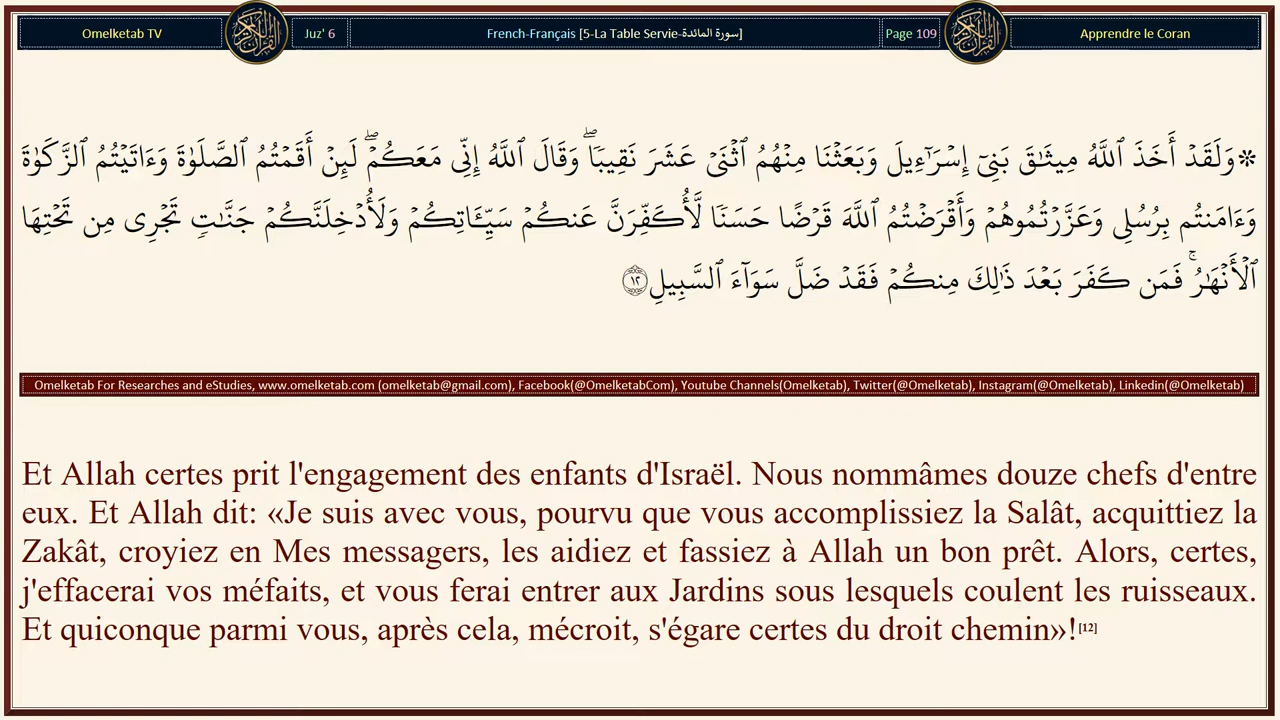 Omelketab TV
Juz' 6
French-Français [5-La Table Servie-سورة المائدة]
Page 109
Apprendre le Coran
۞ وَلَقَدۡ أَخَذَ ٱللَّهُ مِيثَٰقَ بَنِيٓ إِسۡرَٰٓءِيلَ وَبَعَثۡنَا مِنۡهُمُ ٱثۡنَيۡ عَشَرَ نَقِيبٗاۖ وَقَالَ ٱللَّهُ إِنِّي مَعَكُمۡۖ لَئِنۡ أَقَمۡتُمُ ٱلصَّلَوٰةَ وَءَاتَيۡتُمُ ٱلزَّكَوٰةَ
وَءَامَنتُم بِرُسُلِي وَعَزَّرۡتُمُوهُمۡ وَأَقۡرَضۡتُمُ ٱللَّهَ قَرۡضًا حَسَنٗا لَّأُكَفِّرَنَّ عَنكُمۡ سَيِّـَٔاتِكُمۡ وَلَأُدۡخِلَنَّكُمۡ جَنَّٰتٖ تَجۡرِي مِن تَحۡتِهَا
ٱلۡأَنۡهَٰرُۚ فَمَن كَفَرَ بَعۡدَ ذَٰلِكَ مِنكُمۡ فَقَدۡ ضَلَّ سَوَآءَ ٱلسَّبِيلِ ١٢
Omelketab For Researches and eStudies, www.omelketab.com (omelketab@gmail.com), Facebook(@OmelketabCom), Youtube Channels(Omelketab), Twitter(@Omelketab), Instagram(@Omelketab), Linkedin(@Omelketab)
Et Allah certes prit l'engagement des enfants d'Israël. Nous nommâmes douze chefs d'entre
eux. Et Allah dit: «Je suis avec vous, pourvu que vous accomplissiez la Salât, acquittiez la
Zakât, croyiez en Mes messagers, les aidiez et fassiez à Allah un bon prêt. Alors, certes,
j'effacerai vos méfaits, et vous ferai entrer aux Jardins sous lesquels coulent les ruisseaux.
Et quiconque parmi vous, après cela, mécroit, s'égare certes du droit chemin»![12]